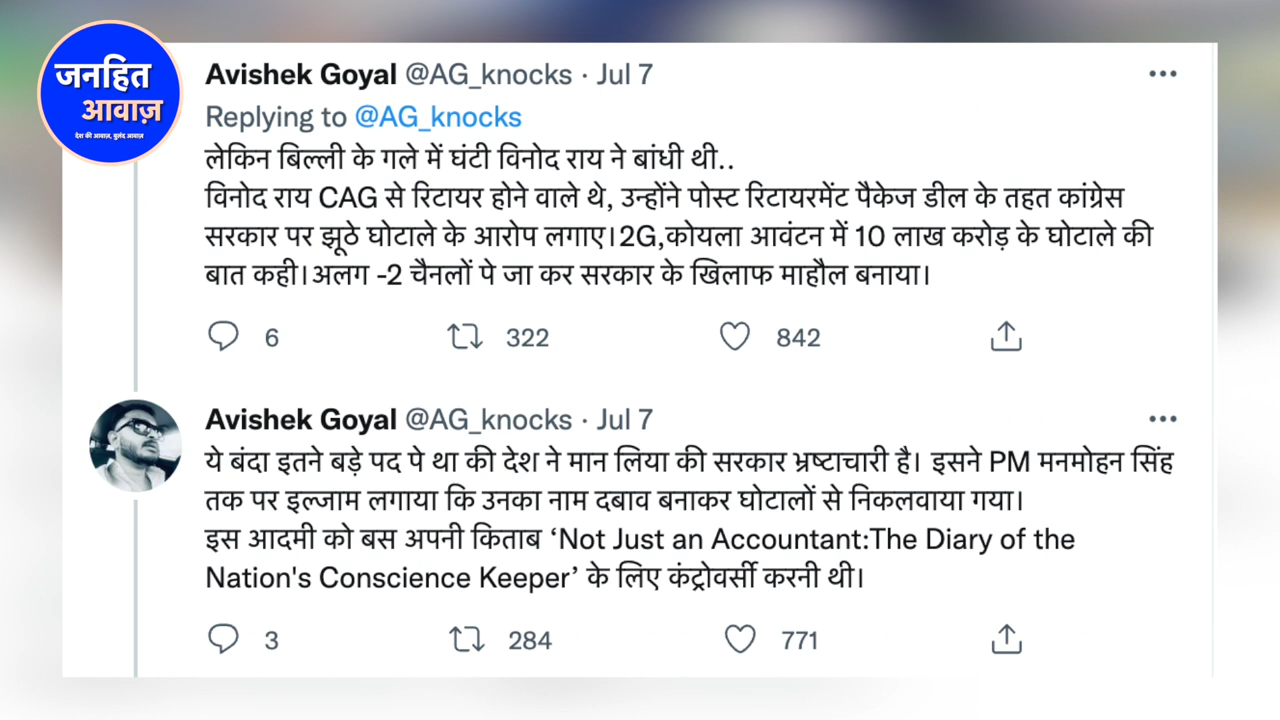 जनहित
आवाज़
देश की आवाज़, बुलंद आवाज़
Avishek Goyal @AG_knocks · Jul 7
Replying to @AG_knocks
लेकिन बिल्ली के गले में घंटी विनोद राय ने बांधी थी..
विनोद राय CAG से रिटायर होने वाले थे, उन्होंने पोस्ट रिटायरमेंट पैकेज डील के तहत कांग्रेस
सरकार पर झूठे घोटाले के आरोप लगाए।2G,कोयला आवंटन में 10 लाख करोड़ के घोटाले की
बात कही।अलग -2 चैनलों पे जा कर सरकार के खिलाफ माहौल बनाया।
6 322 842
Avishek Goyal @AG_knocks · Jul 7
ये बंदा इतने बड़े पद पे था की देश ने मान लिया की सरकार भ्रष्टाचारी है। इसने PM मनमोहन सिंह
तक पर इल्जाम लगाया कि उनका नाम दबाव बनाकर घोटालों से निकलवाया गया।
इस आदमी को बस अपनी किताब ‘Not Just an Accountant:The Diary of the
Nation's Conscience Keeper’ के लिए कंट्रोवर्सी करनी थी।
3 284 771